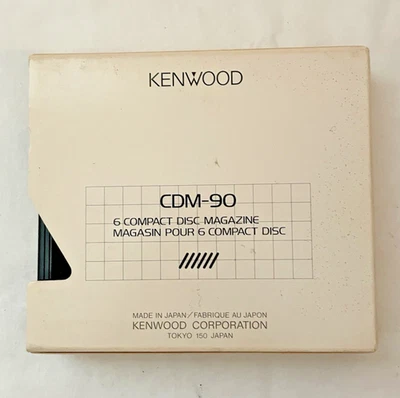 KENWOOD
CDM-90
6 COMPACT DISC MAGAZINE
MAGASIN POUR 6 COMPACT DISC
MADE IN JAPAN/FABRIQUE AU JAPON
KENWOOD CORPORATION
TOKYO 150 JAPAN